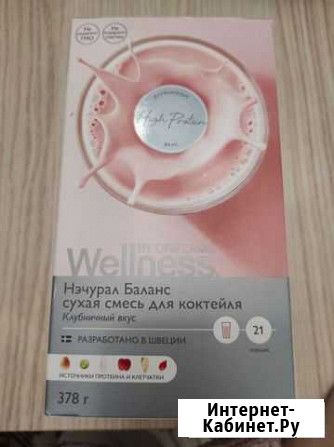 High Protein
BY ORIFLAME
Wellness
Нэчурал Баланс
сухая смесь для коктейля
Клубничный вкус
РАЗРАБОТАНО В ШВЕЦИИ
21
ИСТОЧНИКИ ПРОТЕИНА И КЛЕТЧАТКИ
378 г
Интернет-
Кабинет.Ру